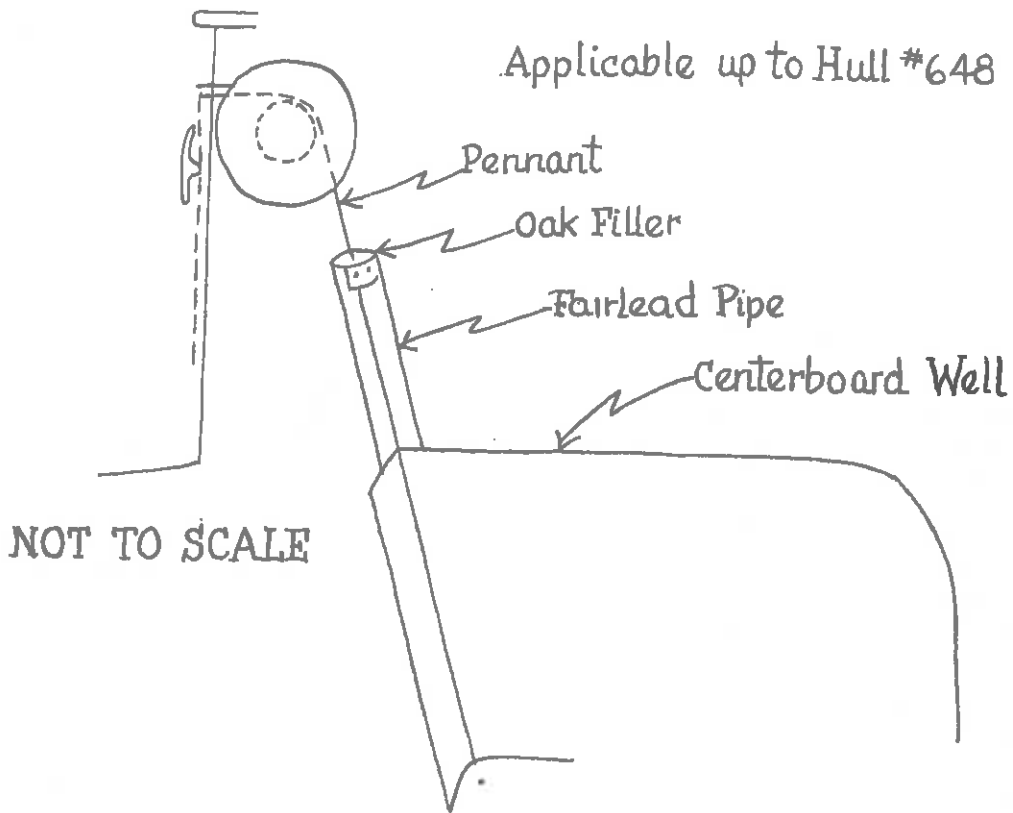 Applicable up to Hull #648
Pennant
Oak Filler
Fairlead Pipe
Centerboard Well
NOT TO SCALE